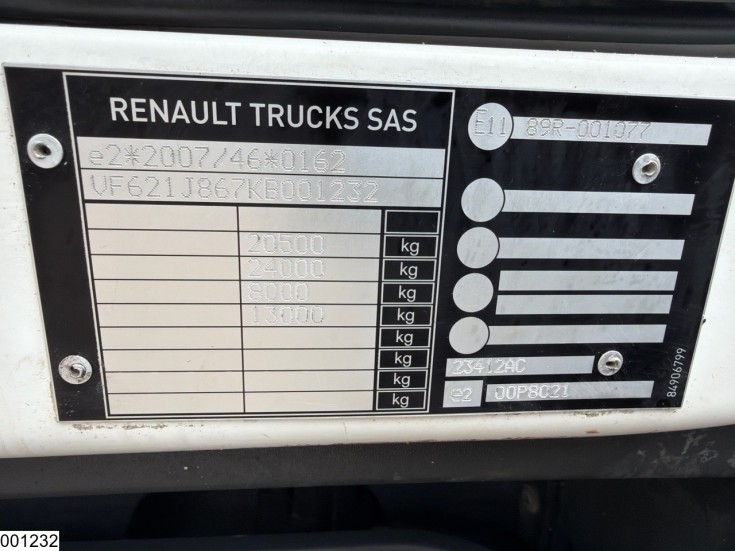 RENAULT TRUCKS SAS
e2*2007/46*0162
VF621J867KB001232
20500 kg
24000 kg
8000 kg
13000 kg
kg
kg
kg
kg
E11 89R-001077
23412AC
e2 00P8021
84906799
001232